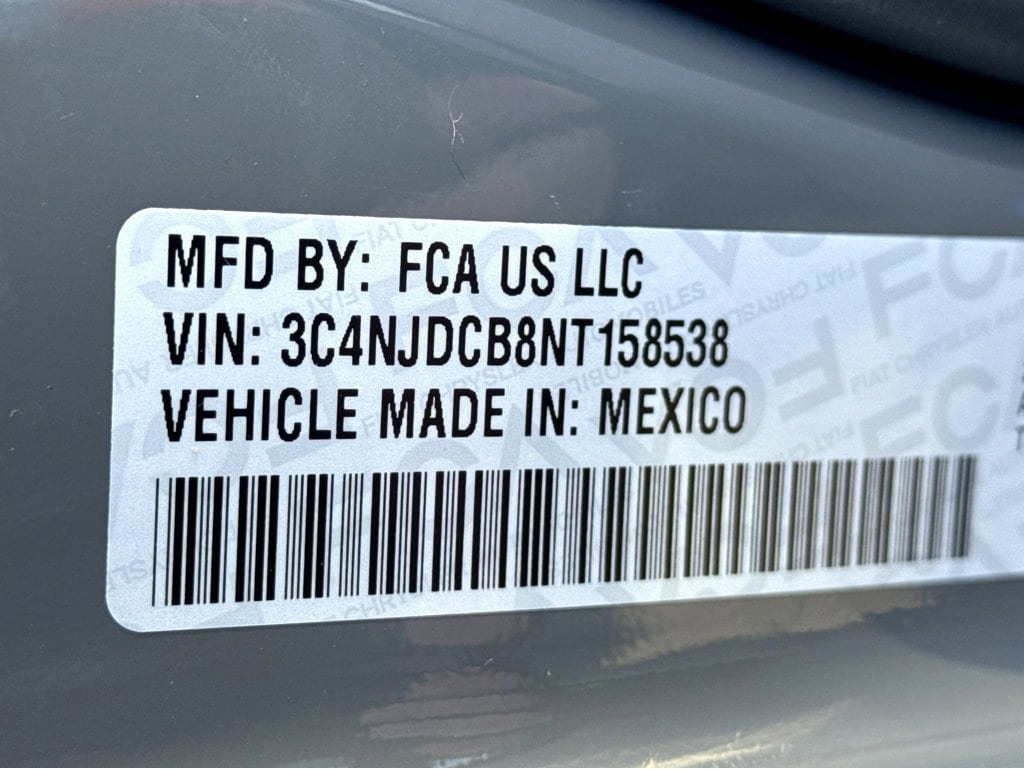 MFD BY: FCA US LLC
VIN: 3C4NJDCB8NT158538
VEHICLE MADE IN: MEXICO